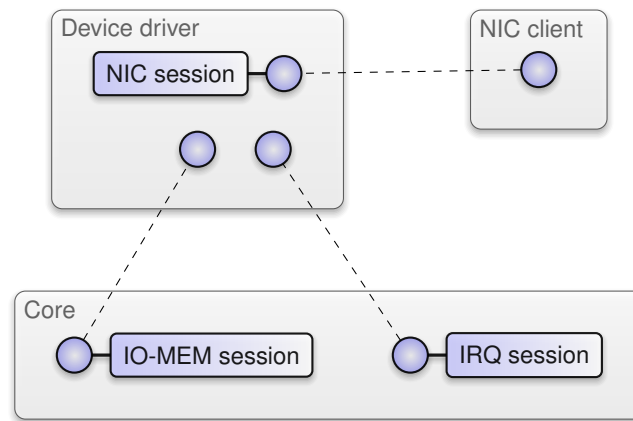 Device driver
NIC client
NIC session
Core
IO-MEM session
IRQ session